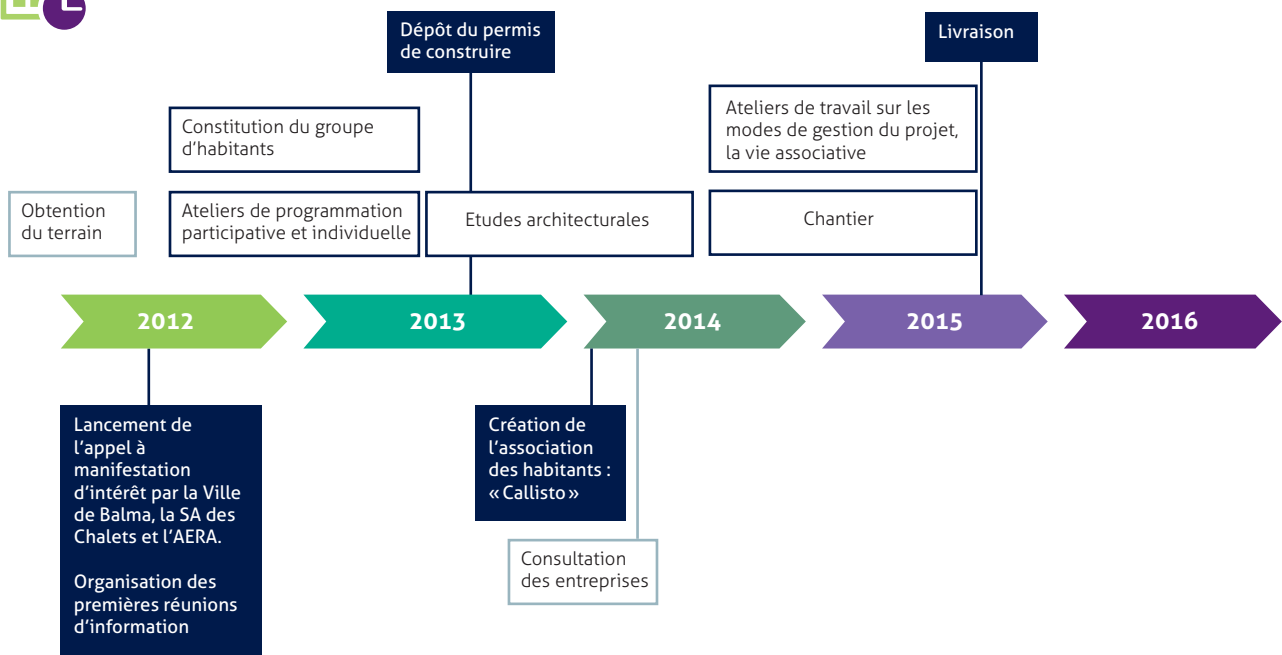 Dépôt du permis
de construire
Livraison
Constitution du groupe
d'habitants
Ateliers de travail sur les
modes de gestion du projet,
la vie associative
Obtention
du terrain
Ateliers de programmation
participative et individuelle
Etudes architecturales
Chantier
2012
2013
2014
2015
2016
Lancement de
l'appel à
manifestation
d'intérêt par la Ville
de Balma, la SA des
Chalets et l'AERA.
Organisation des
premières réunions
d'information
Création de
l'association
des habitants :
« Callisto »
Consultation
des entreprises